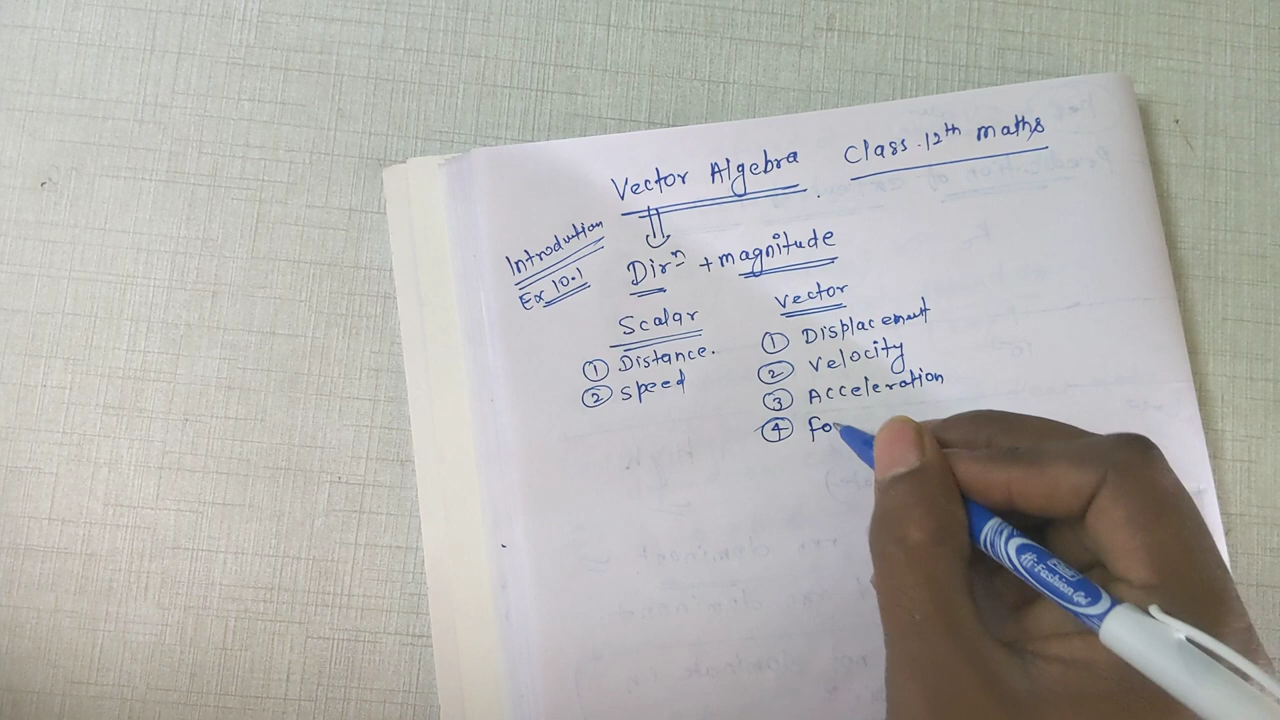 Vector Algebra. Class. 12th maths
Introdution
Ex 10.1
Dirⁿ + magnitude
Scalar
① Distance.
② Speed
Vector
① Displacement
② Velocity
③ Acceleration
④ fo
Hi-Fashion Gel